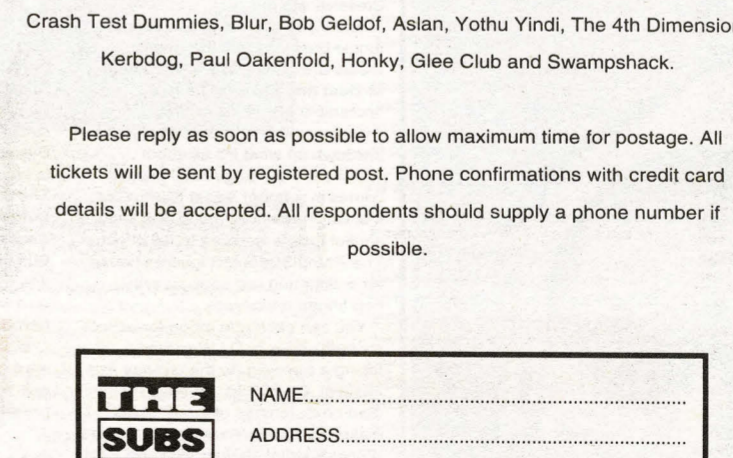 Crash Test Dummies, Blur, Bob Geldof, Aslan, Yothu Yindi, The 4th Dimension
Kerbdog, Paul Oakenfold, Honky, Glee Club and Swampshack.
Please reply as soon as possible to allow maximum time for postage. All
tickets will be sent by registered post. Phone confirmations with credit card
details will be accepted. All respondents should supply a phone number if
possible.
THE
SUBS
NAME..........................................................................
ADDRESS...................................................................